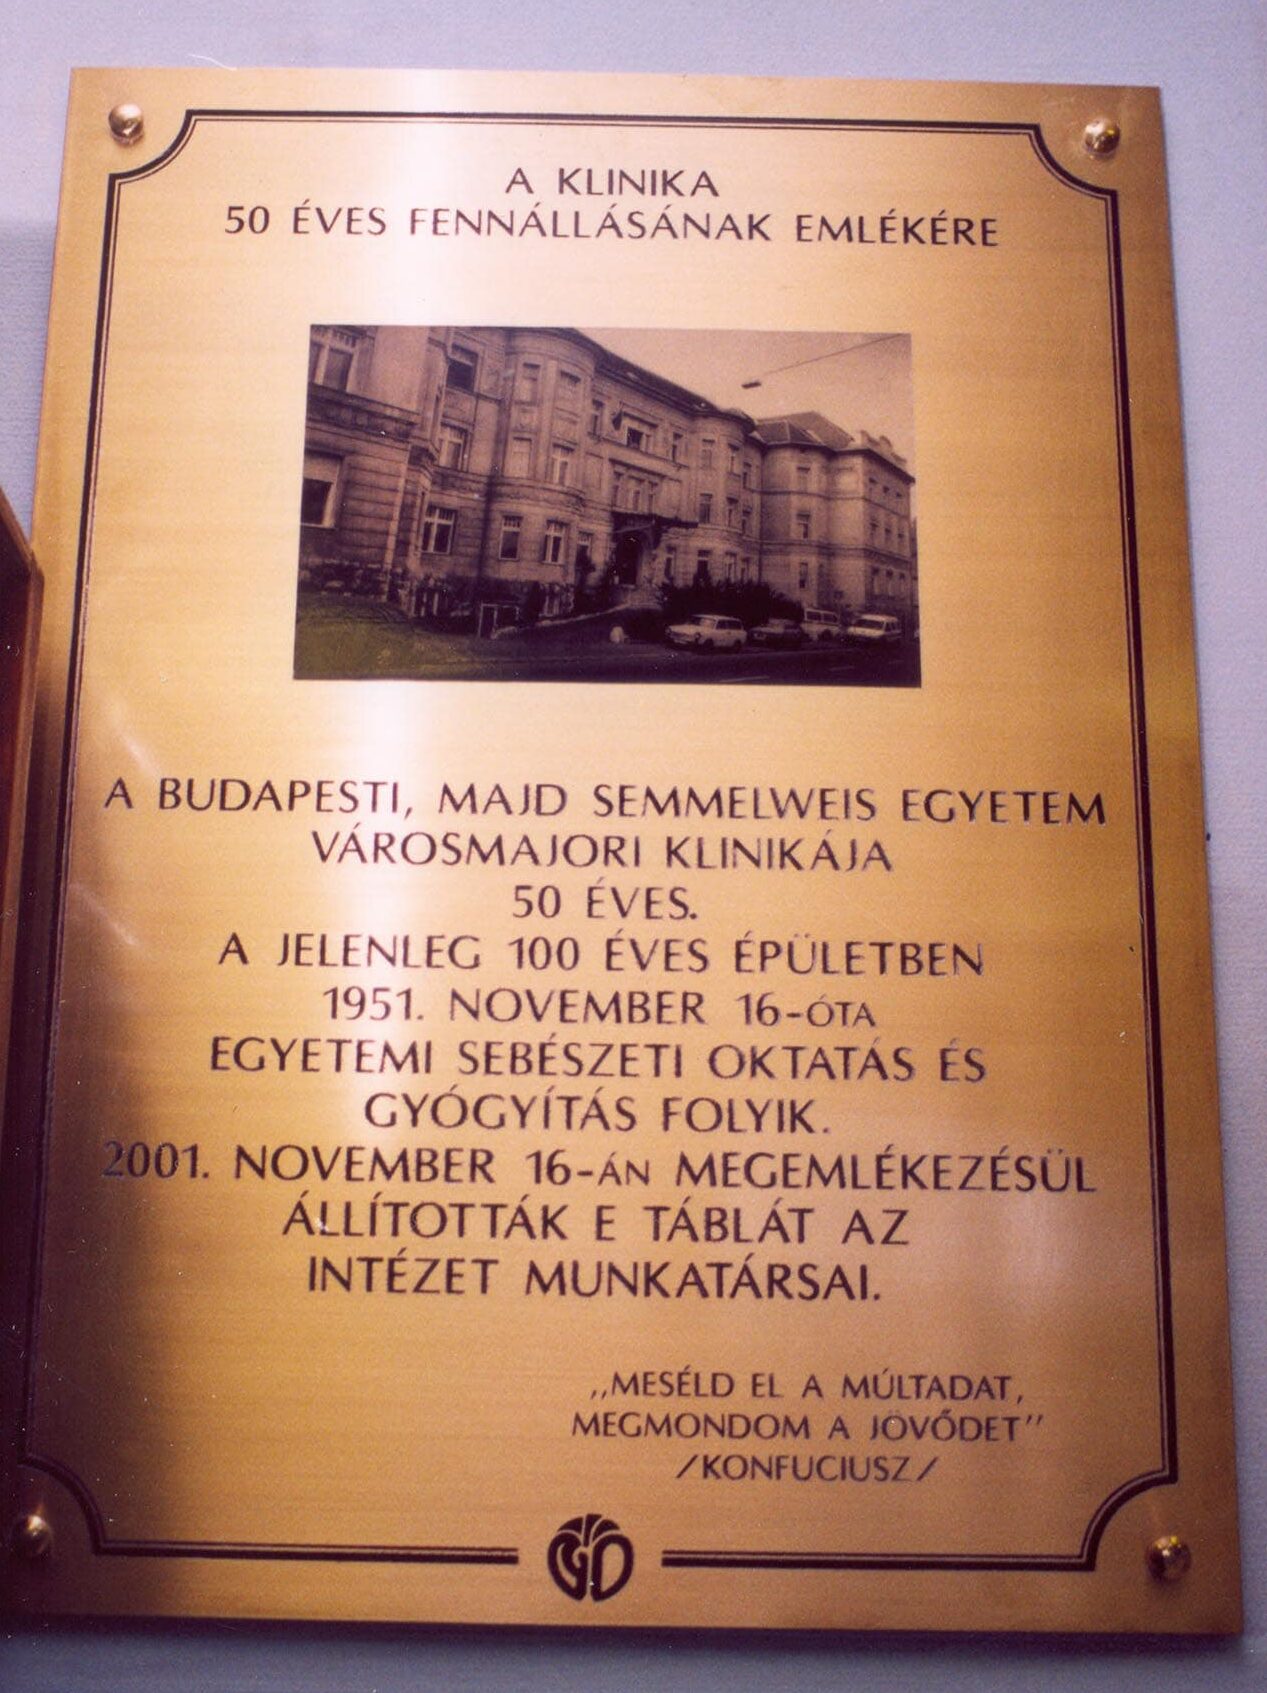 A KLINIKA
50 ÉVES FENNÁLLÁSÁNAK EMLÉKÉRE
A BUDAPESTI, MAJD SEMMELWEIS EGYETEM
VÁROSMAJORI KLINIKÁJA
50 ÉVES.
A JELENLEG 100 ÉVES ÉPÜLETBEN
1951. NOVEMBER 16-ÓTA
EGYETEMI SEBÉSZETI OKTATÁS ÉS
GYÓGYÍTÁS FOLYIK.
2001. NOVEMBER 16-ÁN MEGEMLÉKEZÉSÜL
ÁLLÍTOTTÁK E TÁBLÁT AZ
INTÉZET MUNKATÁRSAI.
,,MESÉLD EL A MÚLTADAT,
MEGMONDOM A JÖVŐDET"
/KONFUCIUSZ/